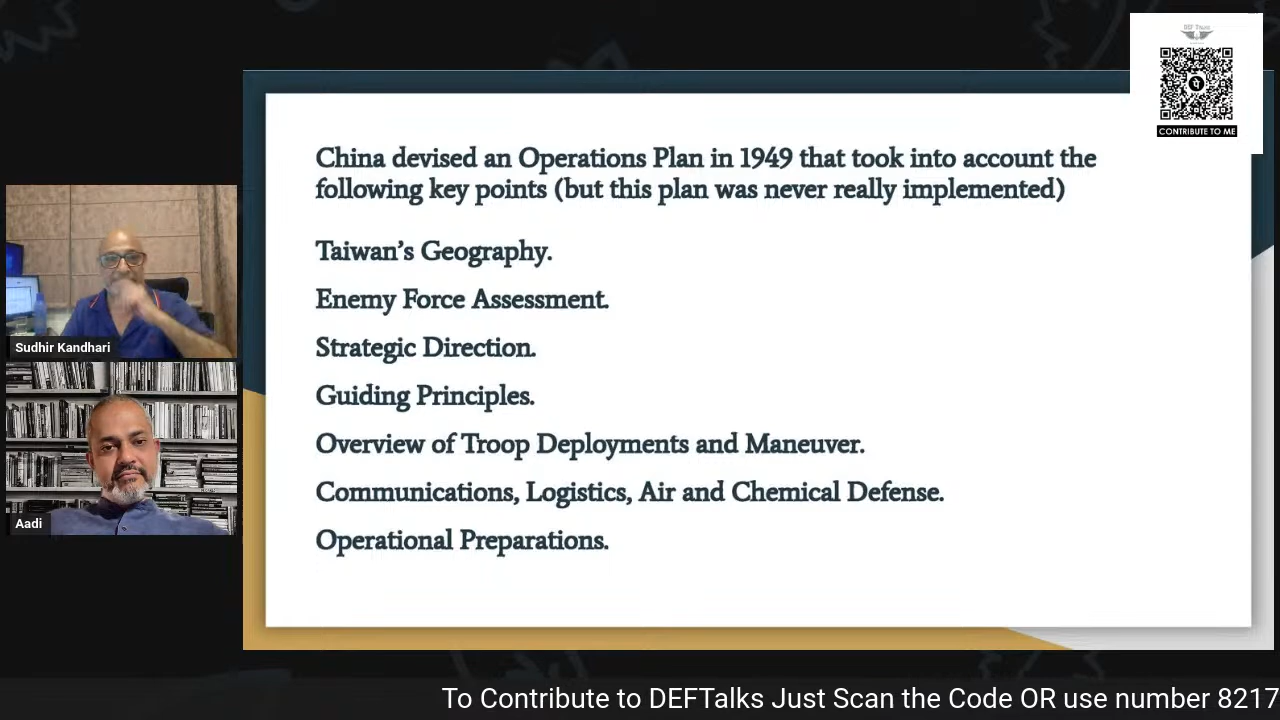 DEF Talks
CONTRIBUTE TO ME
China devised an Operations Plan in 1949 that took into account the
following key points (but this plan was never really implemented)
Taiwan’s Geography.
Enemy Force Assessment.
Strategic Direction.
Guiding Principles.
Overview of Troop Deployments and Maneuver.
Communications, Logistics, Air and Chemical Defense.
Operational Preparations.
Sudhir Kandhari
Aadi
To Contribute to DEFTalks Just Scan the Code OR use number 8217